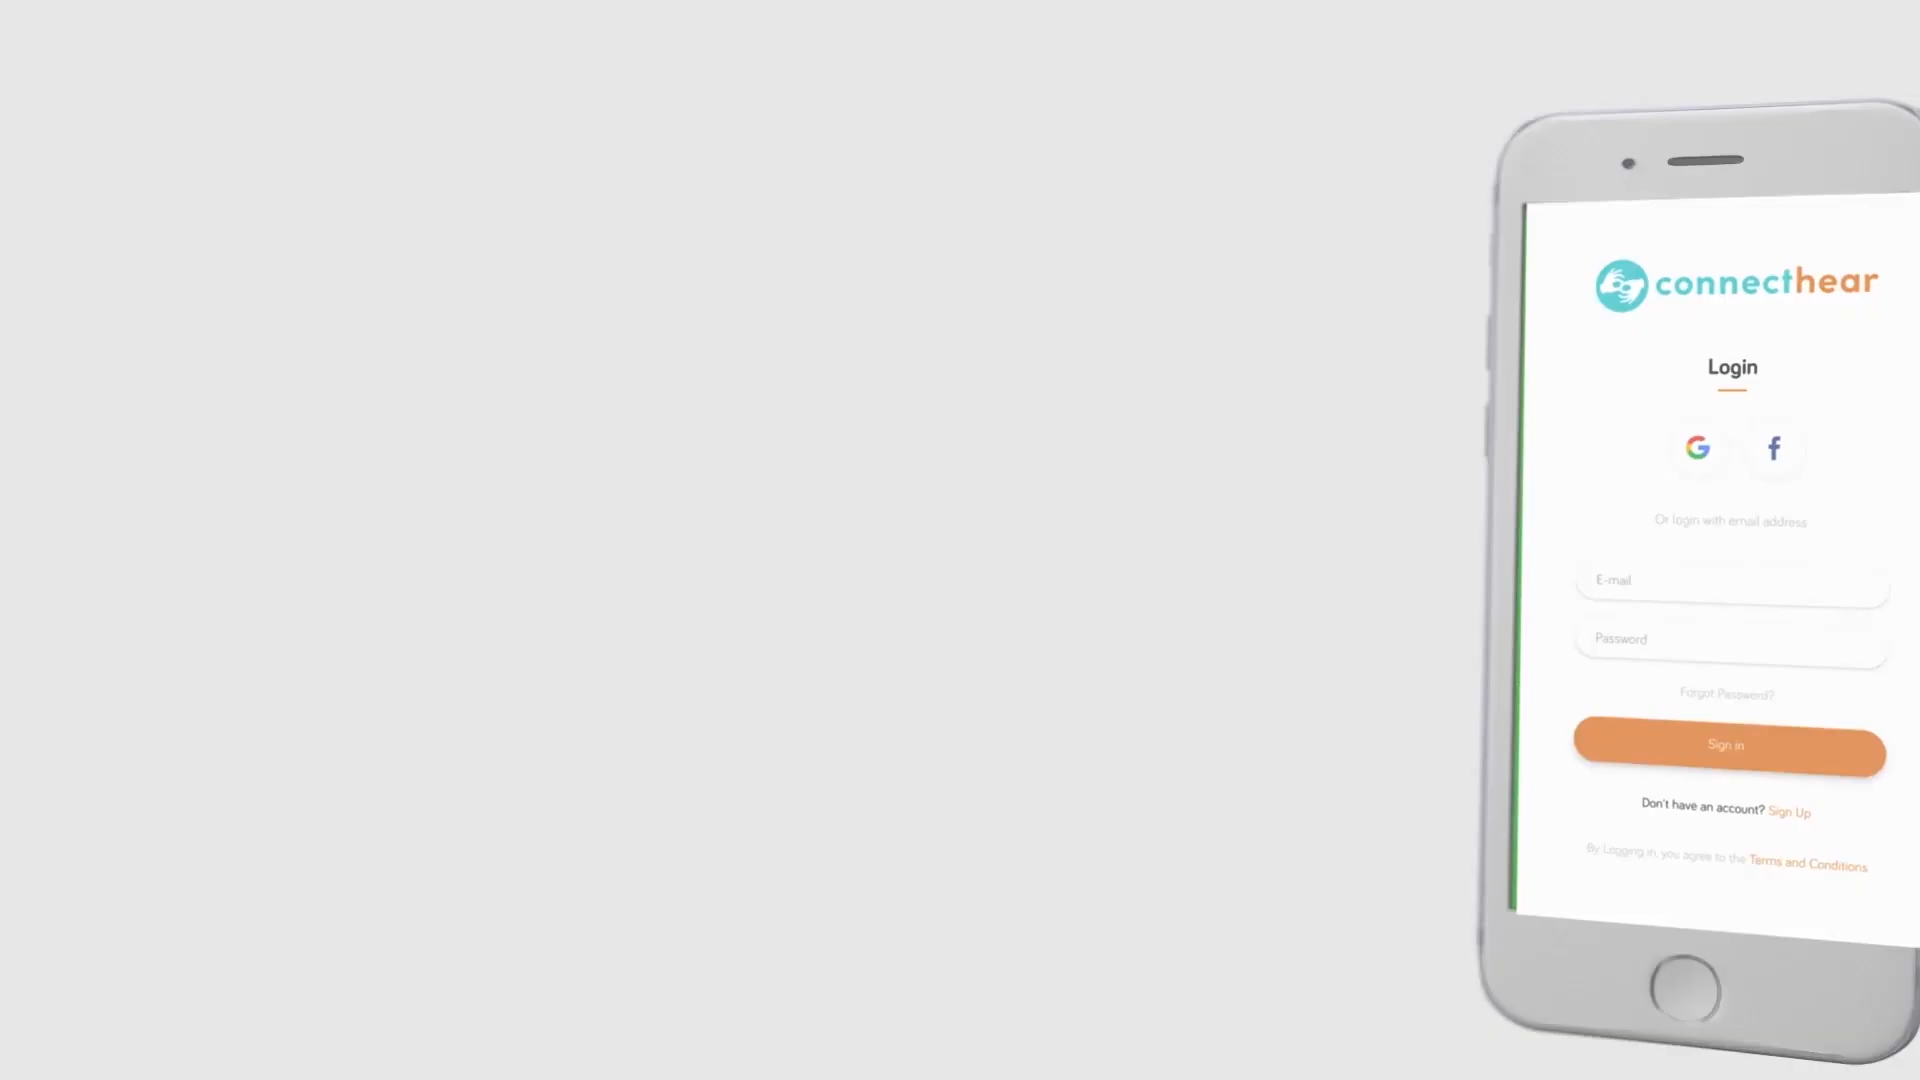 connecthear
Login
Or login with email address
E-mail
Password
Forgot Password?
Sign in
Don't have an account? Sign Up
By Logging in, you agree to the Terms and Conditions